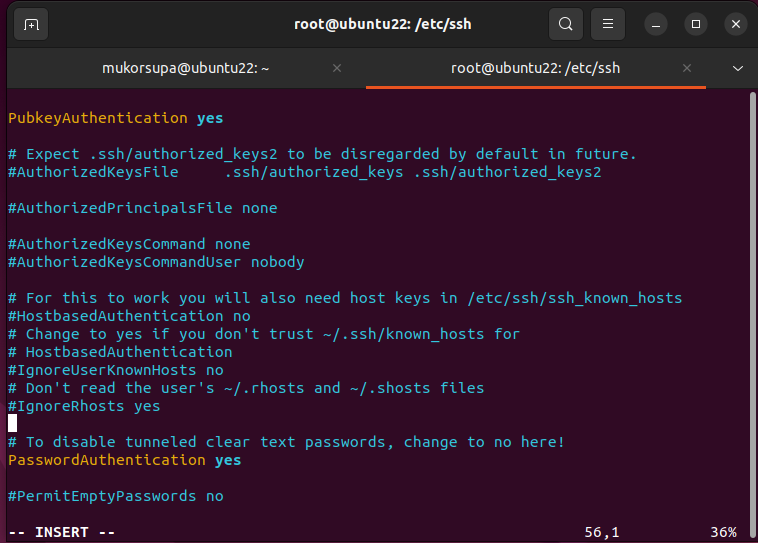 root@ubuntu22: /etc/ssh
mukorsupa@ubuntu22: ~
root@ubuntu22: /etc/ssh
PubkeyAuthentication yes
# Expect .ssh/authorized_keys2 to be disregarded by default in future.
#AuthorizedKeysFile     .ssh/authorized_keys .ssh/authorized_keys2
#AuthorizedPrincipalsFile none
#AuthorizedKeysCommand none
#AuthorizedKeysCommandUser nobody
# For this to work you will also need host keys in /etc/ssh/ssh_known_hosts
#HostbasedAuthentication no
# Change to yes if you don't trust ~/.ssh/known_hosts for
# HostbasedAuthentication
#IgnoreUserKnownHosts no
# Don't read the user's ~/.rhosts and ~/.shosts files
#IgnoreRhosts yes
# To disable tunneled clear text passwords, change to no here!
PasswordAuthentication yes
#PermitEmptyPasswords no
-- INSERT -- 56,1 36%